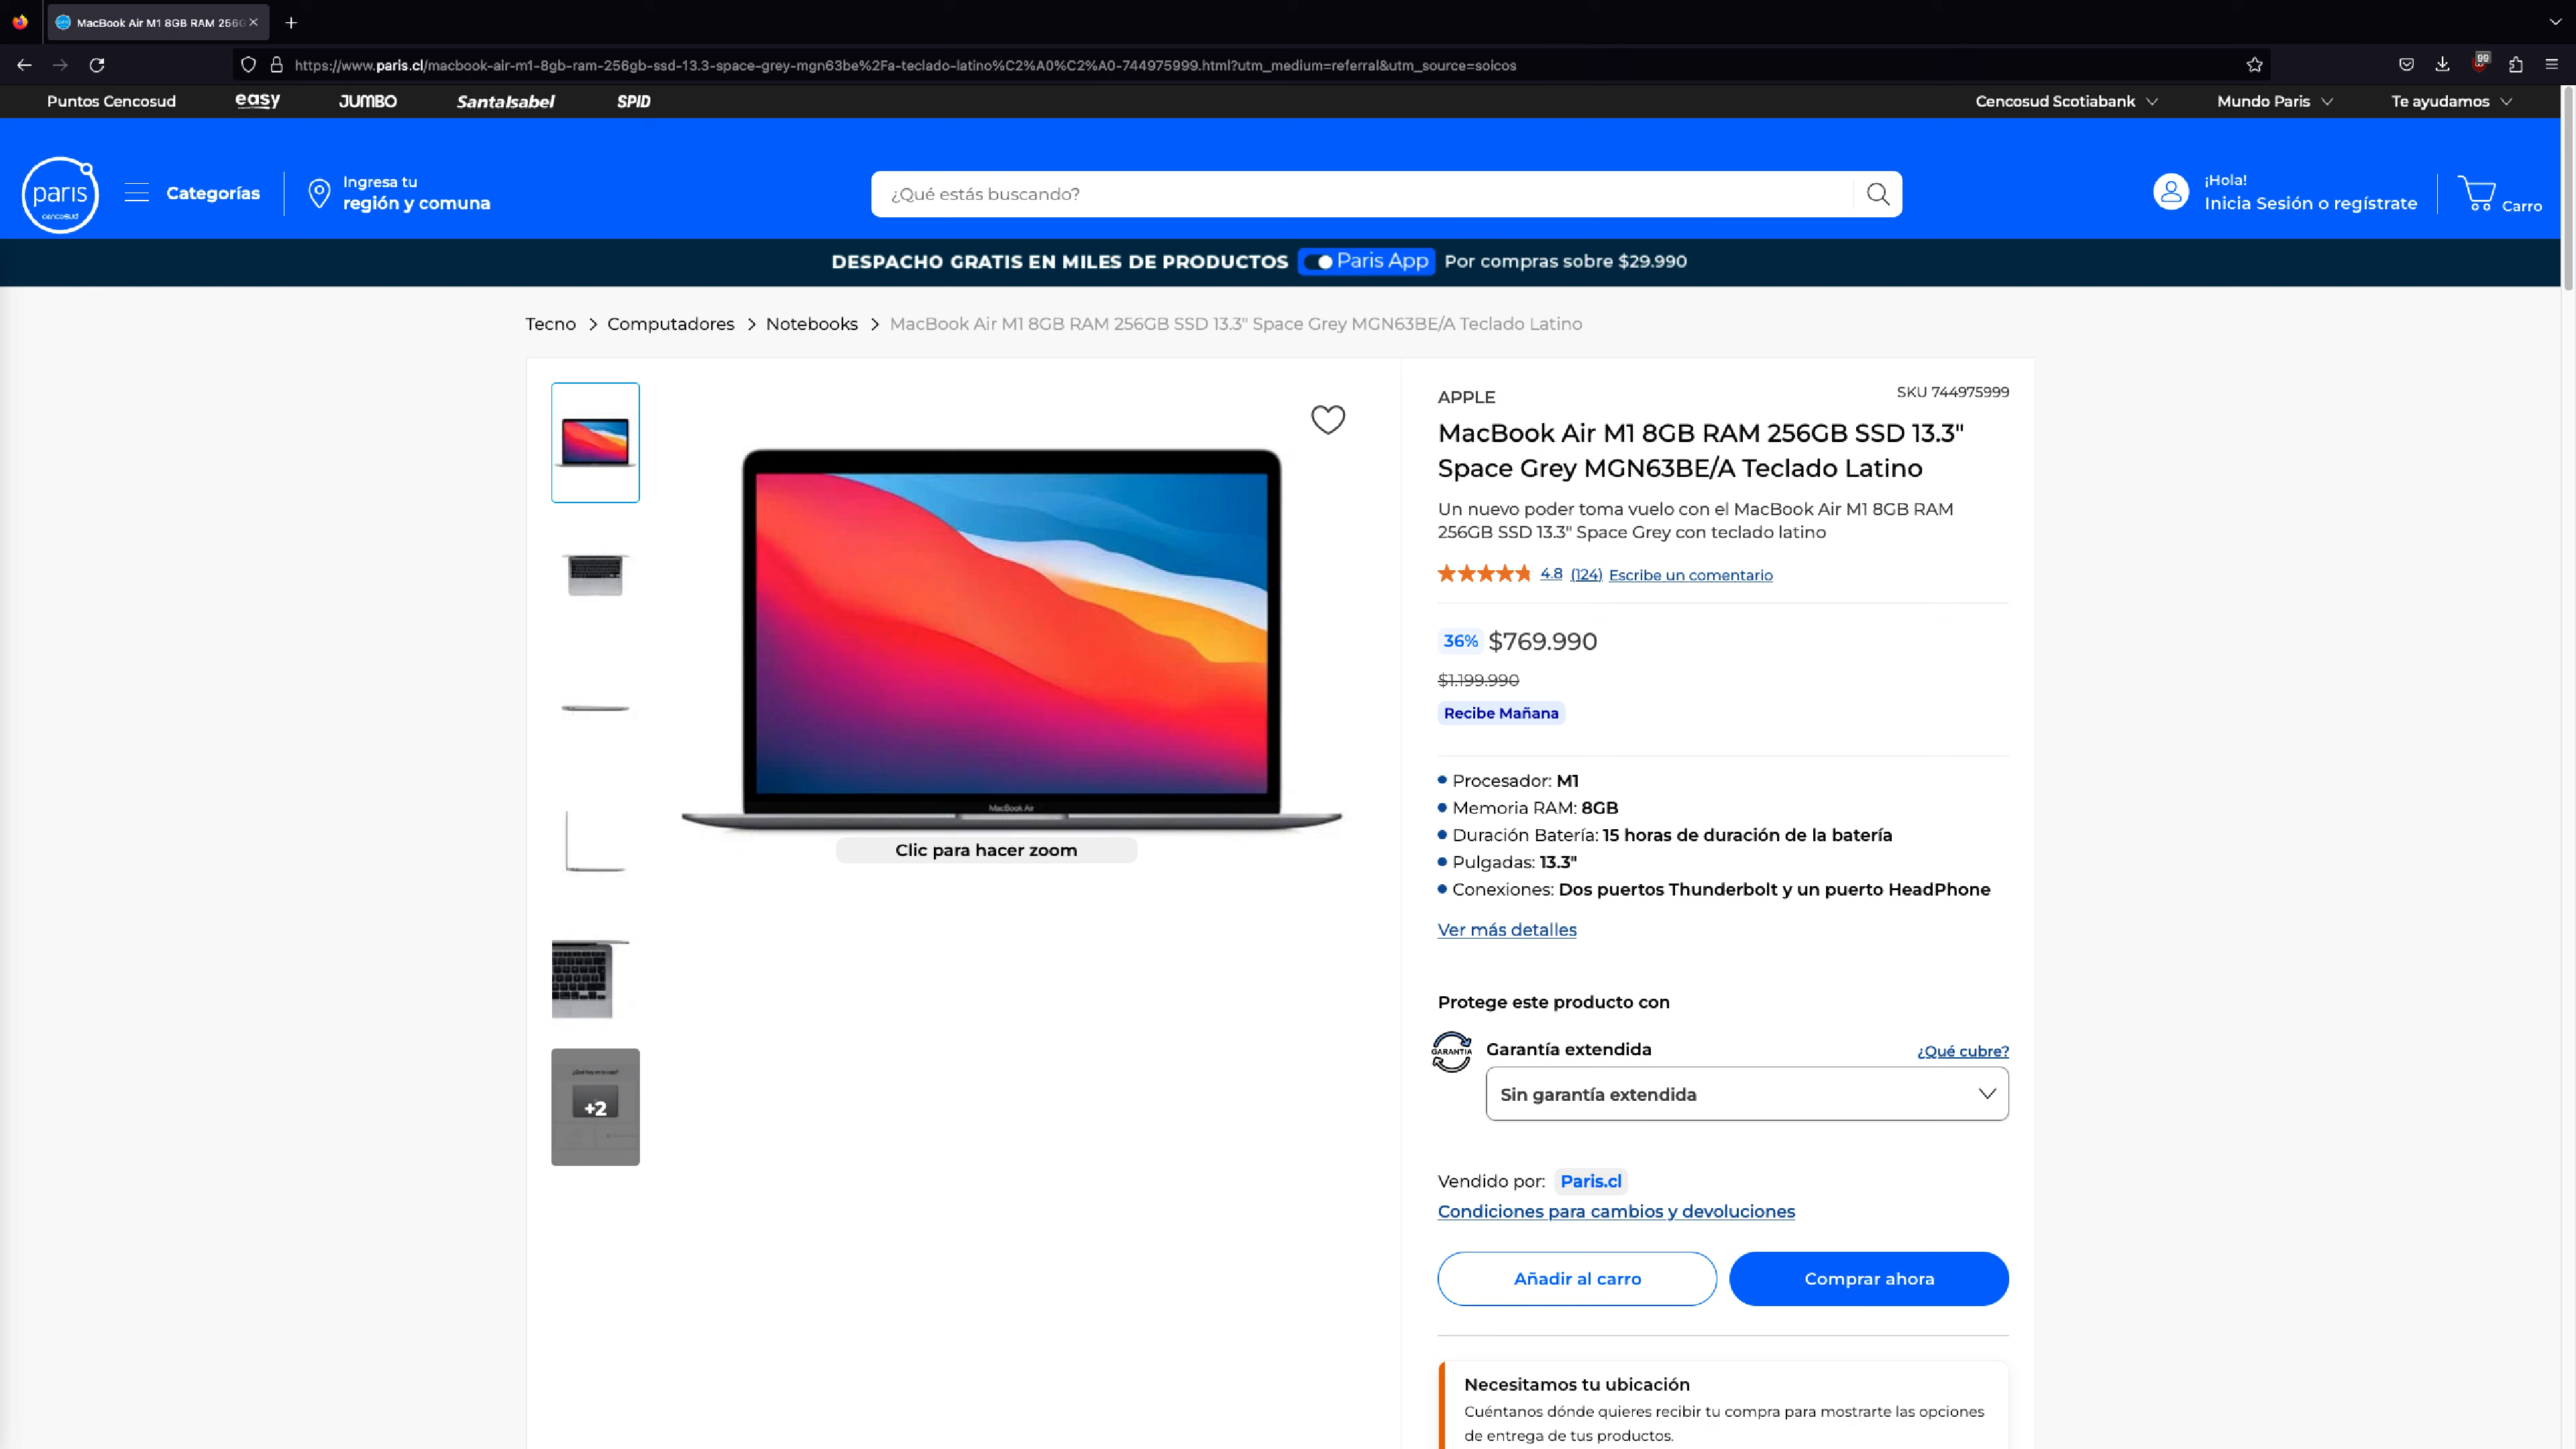 MacBook Air M1 8GB RAM 256G
https://www.paris.cl/macbook-air-m1-8gb-ram-256gb-ssd-13.3-space-grey-mgn63be%2Fa-teclado-latino%C2%A0%C2%A0-744975999.html?utm_medium=referral&utm_source=soicos
99
Puntos Cencosud easy JUMBO SantaIsabel SPID Cencosud Scotiabank Mundo Paris Te ayudamos
paris
cencosud
Categorías
Ingresa tu
región y comuna
¿Qué estás buscando?
¡Hola!
Inicia Sesión o regístrate
Carro
DESPACHO GRATIS EN MILES DE PRODUCTOS Paris App Por compras sobre $29.990
Tecno > Computadores > Notebooks > MacBook Air M1 8GB RAM 256GB SSD 13.3" Space Grey MGN63BE/A Teclado Latino
MacBook Air
Clic para hacer zoom
+2
APPLE
SKU 744975999
MacBook Air M1 8GB RAM 256GB SSD 13.3"
Space Grey MGN63BE/A Teclado Latino
Un nuevo poder toma vuelo con el MacBook Air M1 8GB RAM
256GB SSD 13.3" Space Grey con teclado latino
4.8 (124) Escribe un comentario
36% $769.990
$1.199.990
Recibe Mañana
• Procesador: M1
• Memoria RAM: 8GB
• Duración Batería: 15 horas de duración de la batería
• Pulgadas: 13.3"
• Conexiones: Dos puertos Thunderbolt y un puerto HeadPhone
Ver más detalles
Protege este producto con
GARANTIA
Garantía extendida
¿Qué cubre?
Sin garantía extendida
Vendido por: Paris.cl
Condiciones para cambios y devoluciones
Añadir al carro
Comprar ahora
Necesitamos tu ubicación
Cuéntanos dónde quieres recibir tu compra para mostrarte las opciones
de entrega de tus productos.